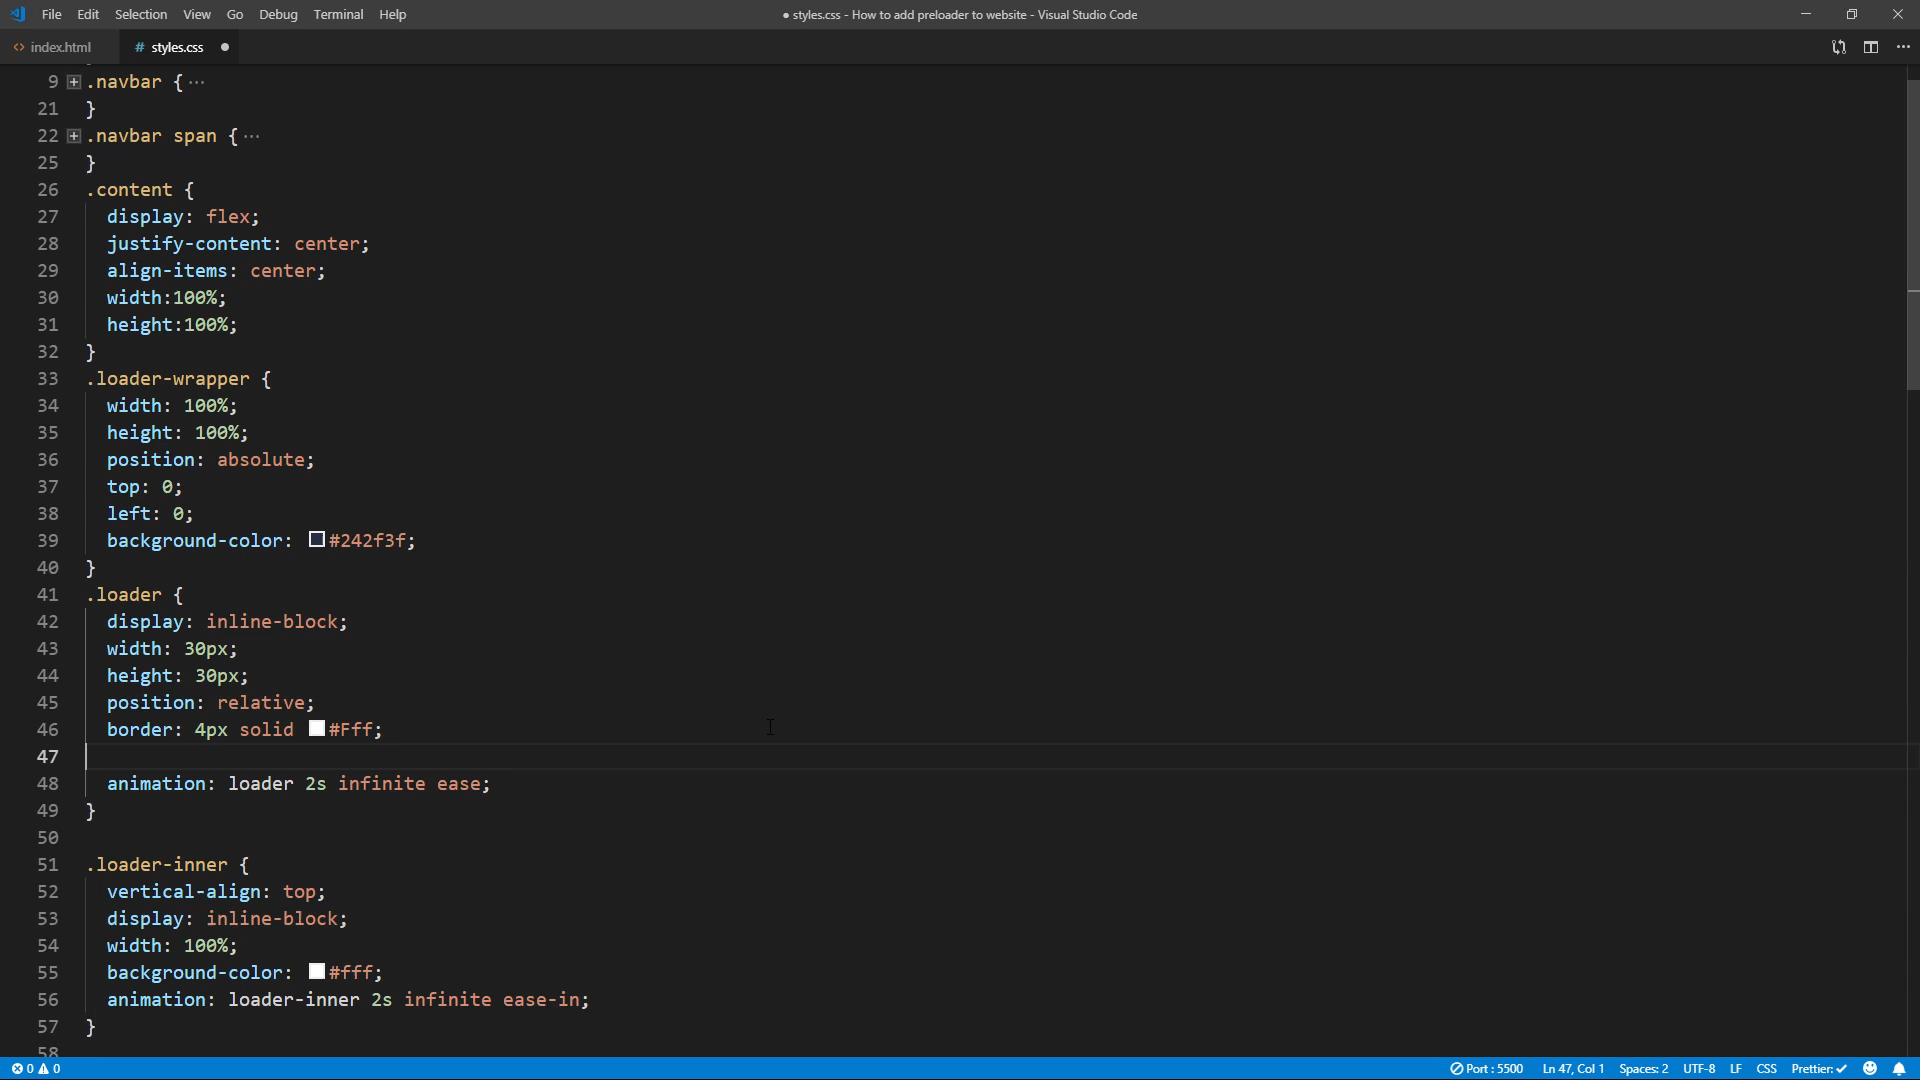 File Edit Selection View Go Debug Terminal Help
● styles.css - How to add preloader to website - Visual Studio Code
<> index.html # styles.css ●
9 .navbar { ···
21 }
22 .navbar span { ···
25 }
26 .content {
27 display: flex;
28 justify-content: center;
29 align-items: center;
30 width:100%;
31 height:100%;
32 }
33 .loader-wrapper {
34 width: 100%;
35 height: 100%;
36 position: absolute;
37 top: 0;
38 left: 0;
39 background-color: #242f3f;
40 }
41 .loader {
42 display: inline-block;
43 width: 30px;
44 height: 30px;
45 position: relative;
46 border: 4px solid #Fff;
47
48 animation: loader 2s infinite ease;
49 }
50
51 .loader-inner {
52 vertical-align: top;
53 display: inline-block;
54 width: 100%;
55 background-color: #fff;
56 animation: loader-inner 2s infinite ease-in;
57 }
58
0 0 Port : 5500 Ln 47, Col 1 Spaces: 2 UTF-8 LF CSS Prettier: ✓